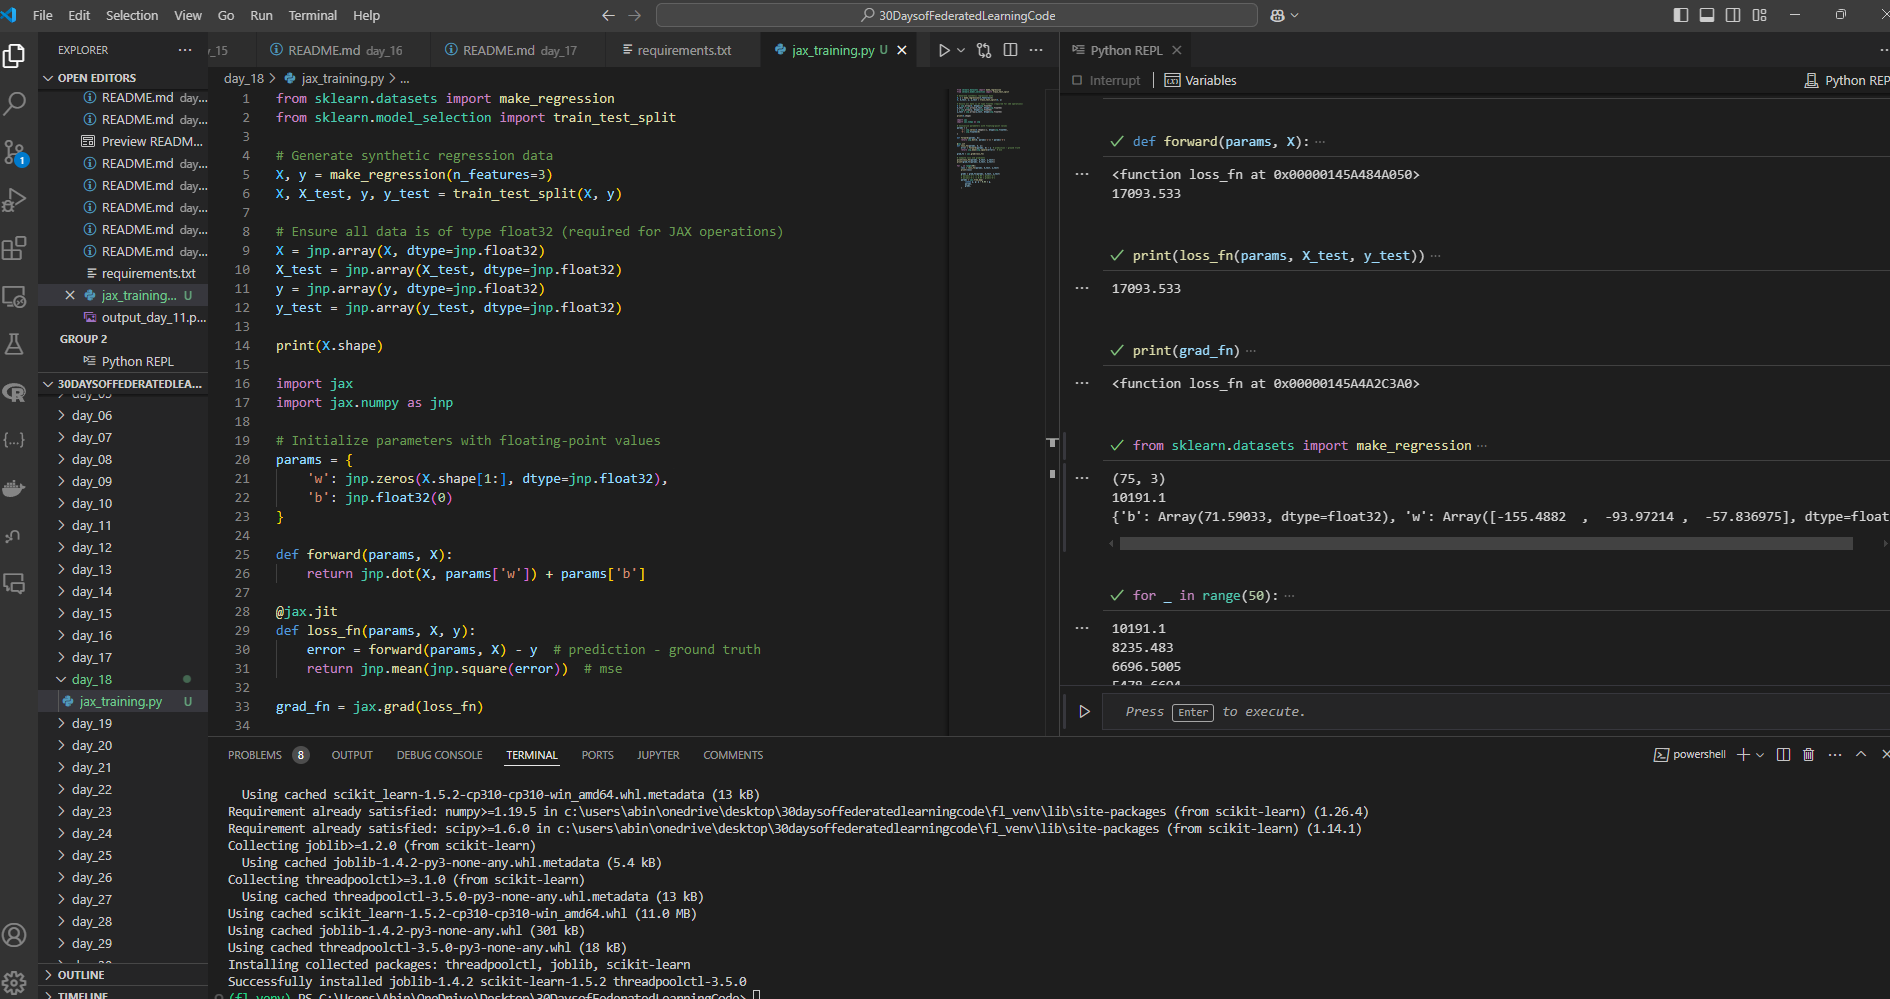 File Edit Selection View Go Run Terminal Help
30DaysofFederatedLearningCode
EXPLORER
OPEN EDITORS
README.md day...
README.md day...
Preview READM...
README.md day...
README.md day...
README.md day...
README.md day...
README.md day...
requirements.txt
jax_training... U
output_day_11.p...
GROUP 2
Python REPL
30DAYSOFFEDERATEDLEA...
day_05
day_06
day_07
day_08
day_09
day_10
day_11
day_12
day_13
day_14
day_15
day_16
day_17
day_18
jax_training.py U
day_19
day_20
day_21
day_22
day_23
day_24
day_25
day_26
day_27
day_28
day_29
OUTLINE
TIMELINE
1
_15 README.md day_16 README.md day_17 requirements.txt jax_training.py U
day_18 > jax_training.py > ...
1 from sklearn.datasets import make_regression
2 from sklearn.model_selection import train_test_split
3
4 # Generate synthetic regression data
5 X, y = make_regression(n_features=3)
6 X, X_test, y, y_test = train_test_split(X, y)
7
8 # Ensure all data is of type float32 (required for JAX operations)
9 X = jnp.array(X, dtype=jnp.float32)
10 X_test = jnp.array(X_test, dtype=jnp.float32)
11 y = jnp.array(y, dtype=jnp.float32)
12 y_test = jnp.array(y_test, dtype=jnp.float32)
13
14 print(X.shape)
15
16 import jax
17 import jax.numpy as jnp
18
19 # Initialize parameters with floating-point values
20 params = {
21 'w': jnp.zeros(X.shape[1:], dtype=jnp.float32),
22 'b': jnp.float32(0)
23 }
24
25 def forward(params, X):
26 return jnp.dot(X, params['w']) + params['b']
27
28 @jax.jit
29 def loss_fn(params, X, y):
30 error = forward(params, X) - y # prediction - ground truth
31 return jnp.mean(jnp.square(error)) # mse
32
33 grad_fn = jax.grad(loss_fn)
34
Python REPL
Interrupt | Variables Python REP
def forward(params, X): ...
<function loss_fn at 0x00000145A484A050>
17093.533
print(loss_fn(params, X_test, y_test)) ...
17093.533
print(grad_fn) ...
<function loss_fn at 0x00000145A4A2C3A0>
from sklearn.datasets import make_regression ...
(75, 3)
10191.1
{'b': Array(71.59033, dtype=float32), 'w': Array([-155.4882 , -93.97214 , -57.836975], dtype=float
for _ in range(50): ...
10191.1
8235.483
6696.5005
5478.6694
Press Enter to execute.
PROBLEMS 8 OUTPUT DEBUG CONSOLE TERMINAL PORTS JUPYTER COMMENTS
powershell
Using cached scikit_learn-1.5.2-cp310-cp310-win_amd64.whl.metadata (13 kB)
Requirement already satisfied: numpy>=1.19.5 in c:\users\abin\onedrive\desktop\30daysoffederatedlearningcode\fl_venv\lib\site-packages (from scikit-learn) (1.26.4)
Requirement already satisfied: scipy>=1.6.0 in c:\users\abin\onedrive\desktop\30daysoffederatedlearningcode\fl_venv\lib\site-packages (from scikit-learn) (1.14.1)
Collecting joblib>=1.2.0 (from scikit-learn)
Using cached joblib-1.4.2-py3-none-any.whl.metadata (5.4 kB)
Collecting threadpoolctl>=3.1.0 (from scikit-learn)
Using cached threadpoolctl-3.5.0-py3-none-any.whl.metadata (13 kB)
Using cached scikit_learn-1.5.2-cp310-cp310-win_amd64.whl (11.0 MB)
Using cached joblib-1.4.2-py3-none-any.whl (301 kB)
Using cached threadpoolctl-3.5.0-py3-none-any.whl (18 kB)
Installing collected packages: threadpoolctl, joblib, scikit-learn
Successfully installed joblib-1.4.2 scikit-learn-1.5.2 threadpoolctl-3.5.0
(fl_venv) PS C:\Users\Abin\OneDrive\Desktop\30DaysofFederatedLearningCode>